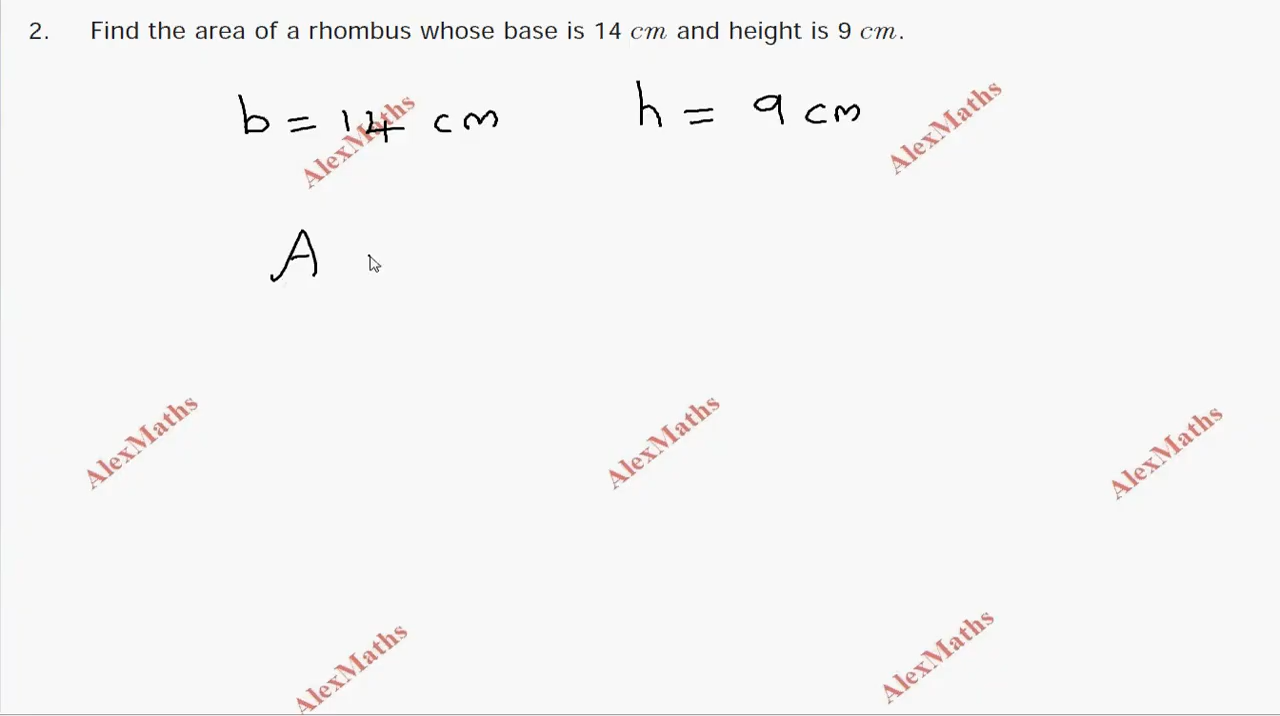 2. Find the area of a rhombus whose base is 14 cm and height is 9 cm.
b = 14 cm h = 9 cm
AlexMaths AlexMaths
A
AlexMaths AlexMaths AlexMaths
AlexMaths AlexMaths